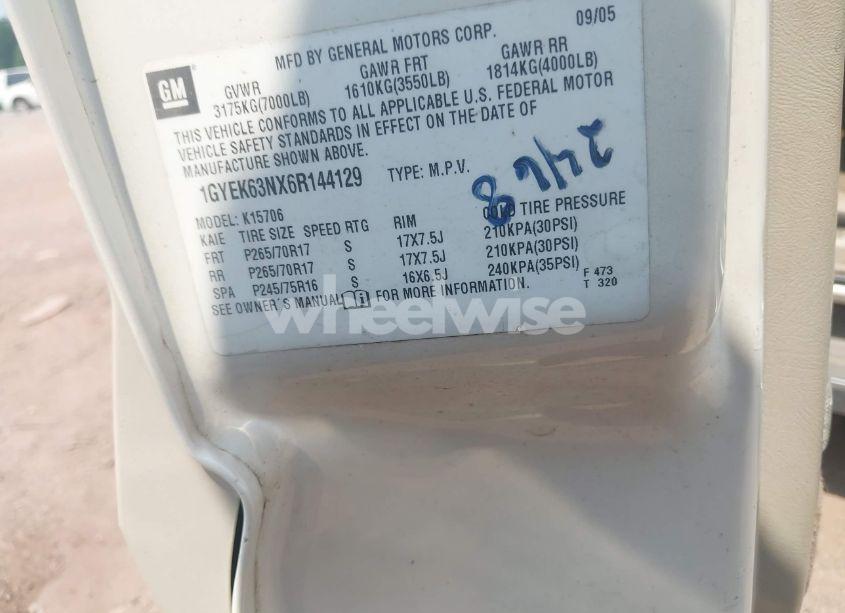 09/05
MFD BY GENERAL MOTORS CORP.
GM
GVWR GAWR FRT GAWR RR
3175KG(7000LB) 1610KG(3550LB) 1814KG(4000LB)
THIS VEHICLE CONFORMS TO ALL APPLICABLE U.S. FEDERAL MOTOR
VEHICLE SAFETY STANDARDS IN EFFECT ON THE DATE OF
MANUFACTURE SHOWN ABOVE.
1GYEK63NX6R144129 TYPE: M.P.V.
MODEL: K15706
KAIE TIRE SIZE SPEED RTG RIM COLD TIRE PRESSURE
FRT P265/70R17 S 17X7.5J 210KPA(30PSI)
RR P265/70R17 S 17X7.5J 210KPA(30PSI)
SPA P245/75R16 S 16X6.5J 240KPA(35PSI)
SEE OWNER'S MANUAL FOR MORE INFORMATION.
F 473
T 320
wheelwise